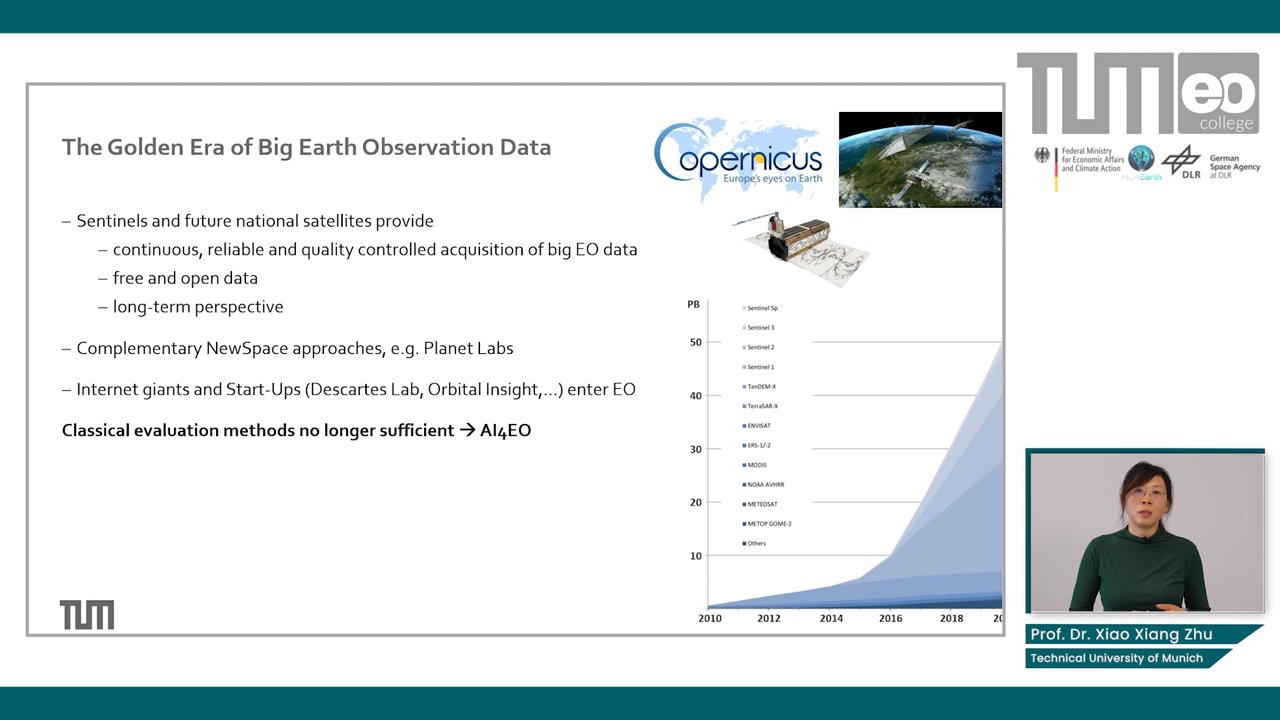 The Golden Era of Big Earth Observation Data
– Sentinels and future national satellites provide
– continuous, reliable and quality controlled acquisition of big EO data
– free and open data
– long-term perspective
– Complementary NewSpace approaches, e.g. Planet Labs
– Internet giants and Start-Ups (Descartes Lab, Orbital Insight,...) enter EO
Classical evaluation methods no longer sufficient → AI4EO
TUM
Copernicus
Europe's eyes on Earth
PB
50
40
30
20
10
Sentinel 5p
Sentinel 3
Sentinel 2
Sentinel 1
TanDEM-X
TerraSAR-X
ENVISAT
ERS-1/-2
MODIS
NOAA AVHRR
METEOSAT
METOP GOME-2
Others
2010 2012 2014 2016 2018 20
TUM eo
college
Federal Ministry
for Economic Affairs
and Climate Action
DLR
German
Space Agency
at DLR
Prof. Dr. Xiao Xiang Zhu
Technical University of Munich